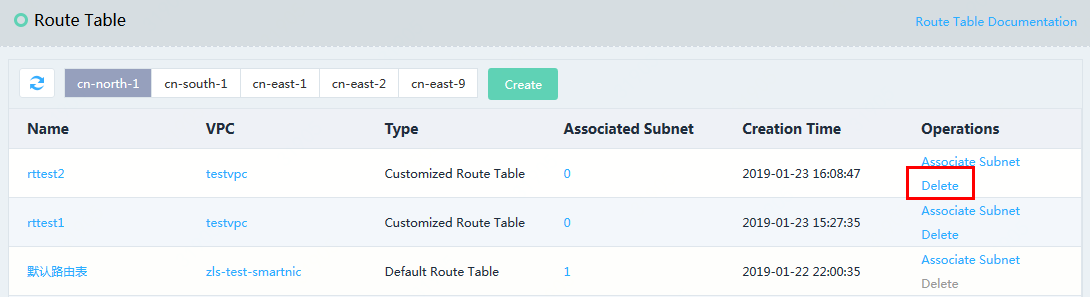 Route Table
Route Table Documentation
cn-north-1 cn-south-1 cn-east-1 cn-east-2 cn-east-9 Create
Name VPC Type Associated Subnet Creation Time Operations
rttest2 testvpc Customized Route Table 0 2019-01-23 16:08:47 Associate Subnet
Delete
rttest1 testvpc Customized Route Table 0 2019-01-23 15:27:35 Associate Subnet
Delete
默认路由表 zls-test-smartnic Default Route Table 1 2019-01-22 22:00:35 Associate Subnet
Delete